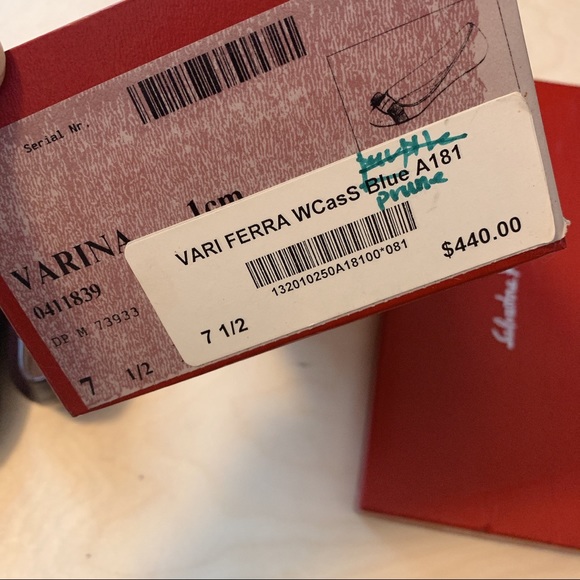 Serial Nr.
VARINA
1cm
0411839
DP M 73933
7 1/2
purple
prune
VARI FERRA WCasS Blue A181
132010250A18100*081
$440.00
7 1/2